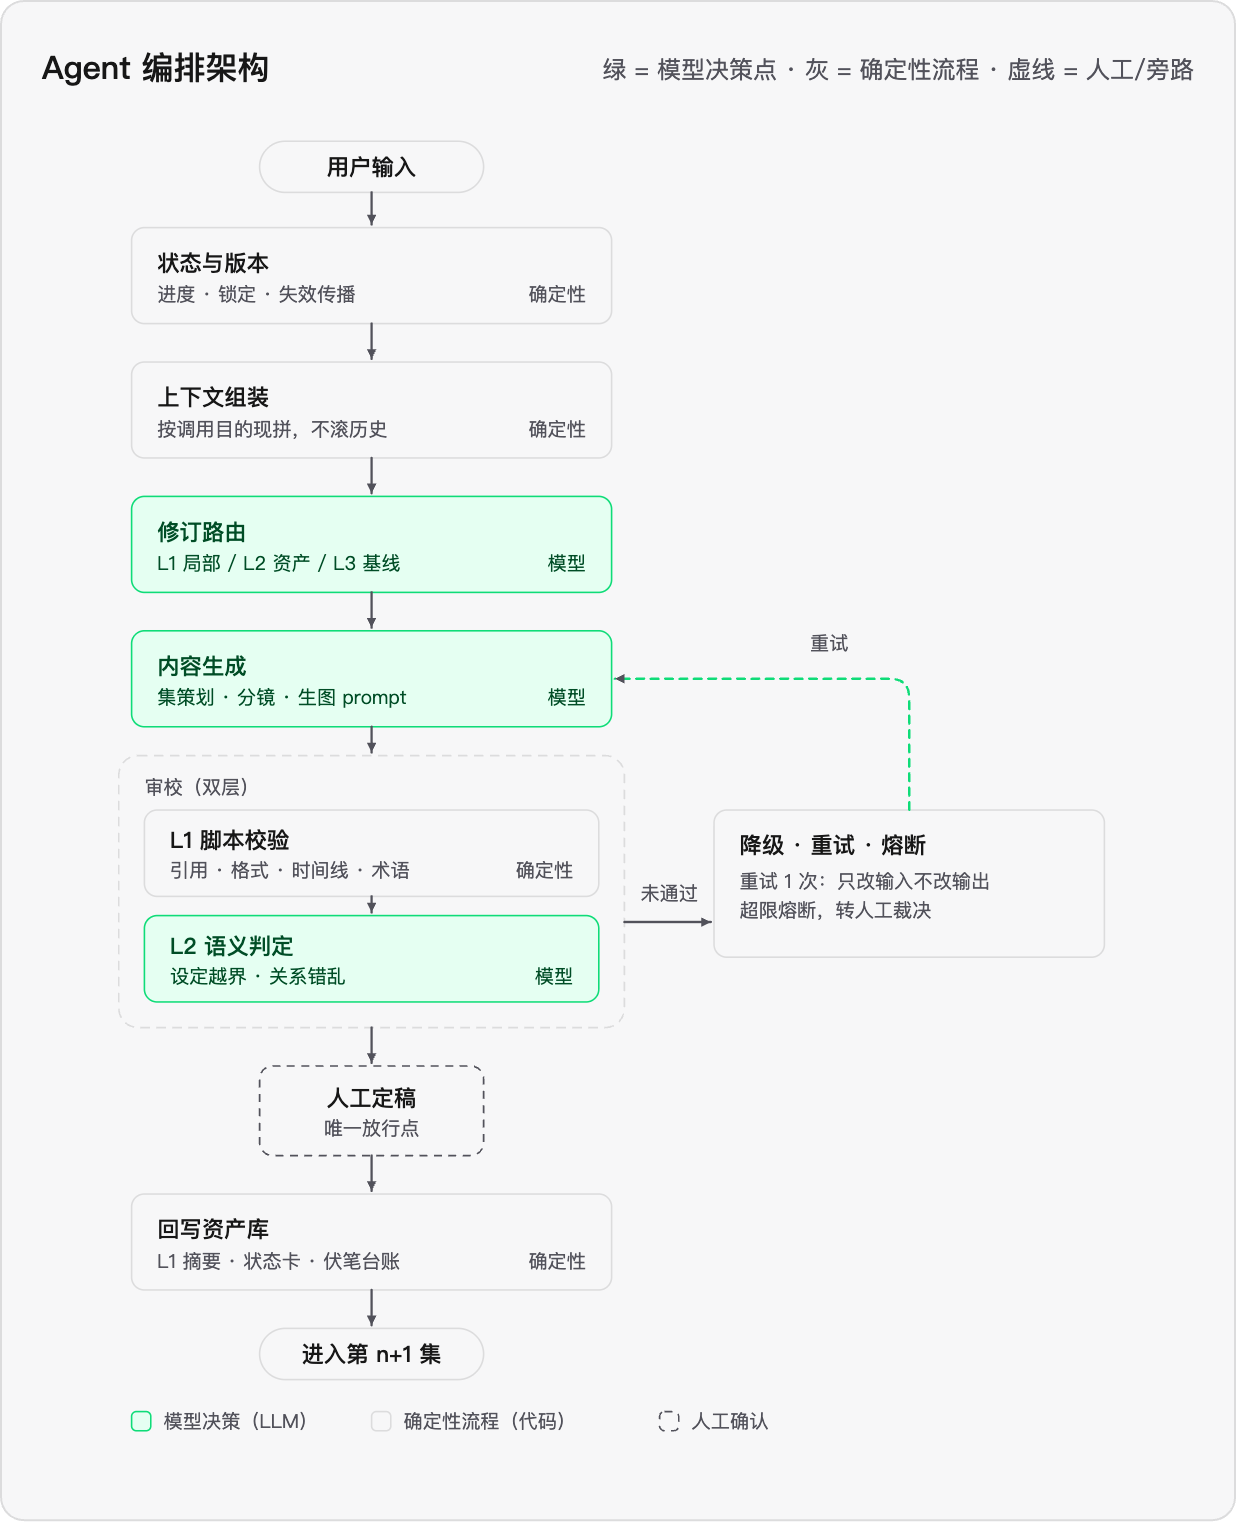 Agent 编排架构
绿 = 模型决策点 · 灰 = 确定性流程 · 虚线 = 人工/旁路
用户输入
状态与版本
进度 · 锁定 · 失效传播 确定性
上下文组装
按调用目的现拼，不滚历史 确定性
修订路由
L1 局部 / L2 资产 / L3 基线 模型
重试
内容生成
集策划 · 分镜 · 生图 prompt 模型
审校（双层）
L1 脚本校验
引用 · 格式 · 时间线 · 术语 确定性
L2 语义判定
设定越界 · 关系错乱 模型
未通过
降级 · 重试 · 熔断
重试 1 次：只改输入不改输出
超限熔断，转人工裁决
人工定稿
唯一放行点
回写资产库
L1 摘要 · 状态卡 · 伏笔台账 确定性
进入第 n+1 集
模型决策（LLM） 确定性流程（代码） 人工确认